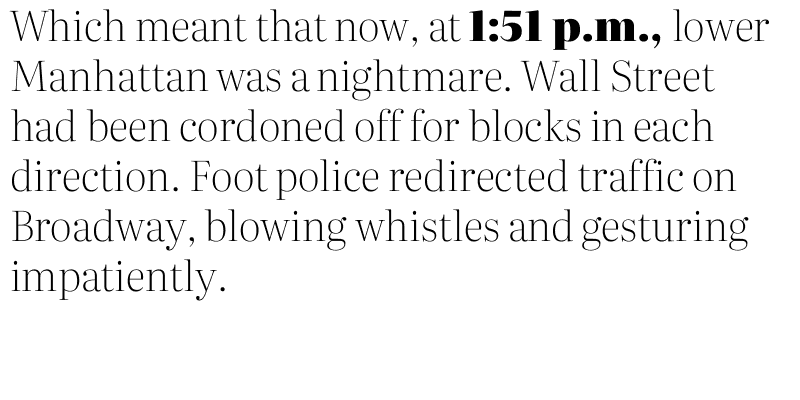 Which meant that now, at 1:51 p.m., lower
Manhattan was a nightmare. Wall Street
had been cordoned off for blocks in each
direction. Foot police redirected traffic on
Broadway, blowing whistles and gesturing
impatiently.